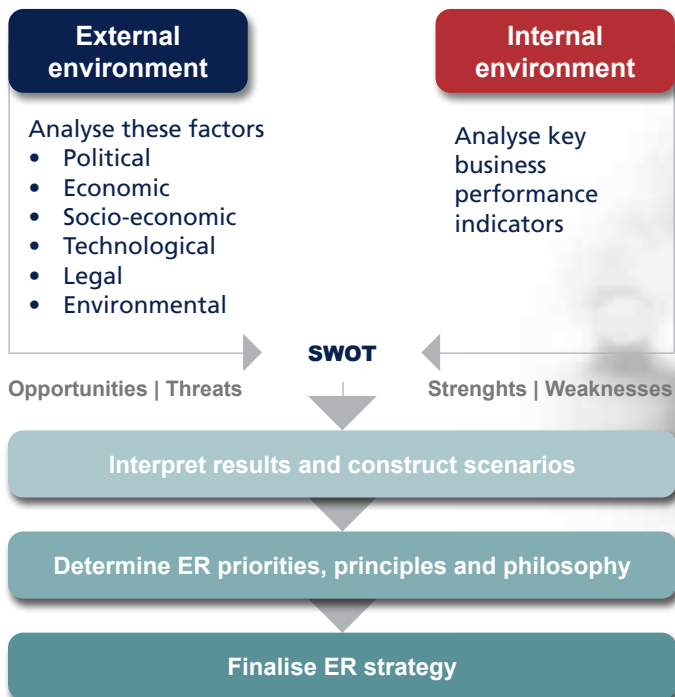 External
environment
Internal
environment
Analyse these factors
• Political
• Economic
• Socio-economic
• Technological
• Legal
• Environmental
Analyse key
business
performance
indicators
SWOT
Opportunities | Threats
Strenghts | Weaknesses
Interpret results and construct scenarios
Determine ER priorities, principles and philosophy
Finalise ER strategy